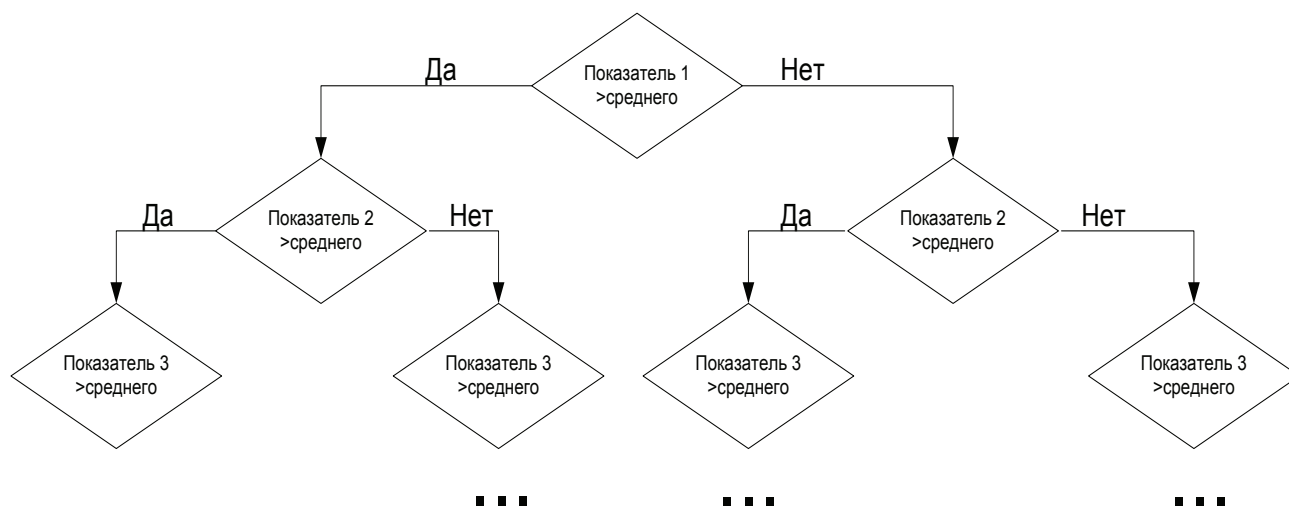 Да
Показатель 1
>среднего
Нет
Да
Показатель 2
>среднего
Нет
Да
Показатель 2
>среднего
Нет
Показатель 3
>среднего
Показатель 3
>среднего
Показатель 3
>среднего
Показатель 3
>среднего
... ... ...